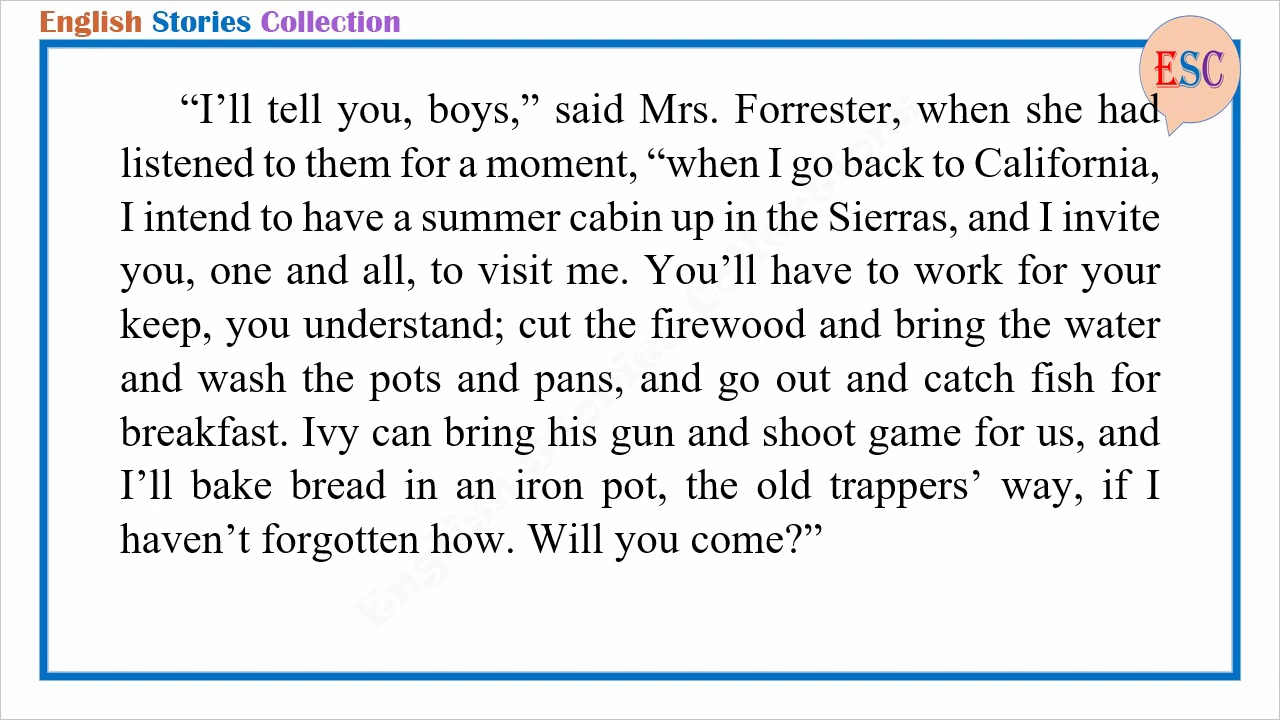 English Stories Collection
ESC
“I’ll tell you, boys,” said Mrs. Forrester, when she had
listened to them for a moment, “when I go back to California,
I intend to have a summer cabin up in the Sierras, and I invite
you, one and all, to visit me. You’ll have to work for your
keep, you understand; cut the firewood and bring the water
and wash the pots and pans, and go out and catch fish for
breakfast. Ivy can bring his gun and shoot game for us, and
I’ll bake bread in an iron pot, the old trappers’ way, if I
haven’t forgotten how. Will you come?”
English Stories Collection